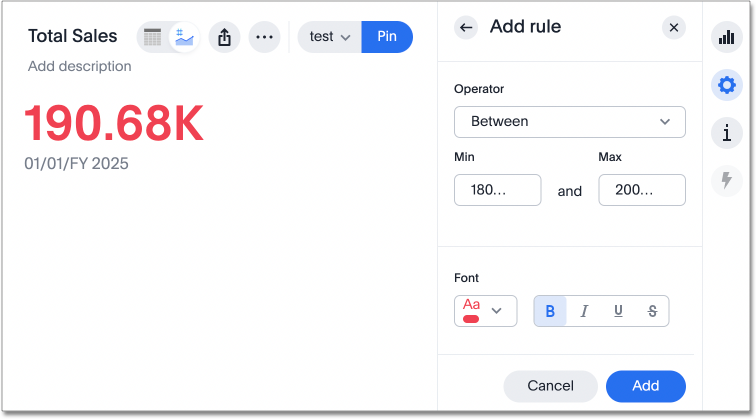 Total Sales
test
Pin
Add description
190.68K
01/01/FY 2025
Add rule
Operator
Between
Min
Max
180...
and
200...
Font
Aa
B I U S
Cancel
Add